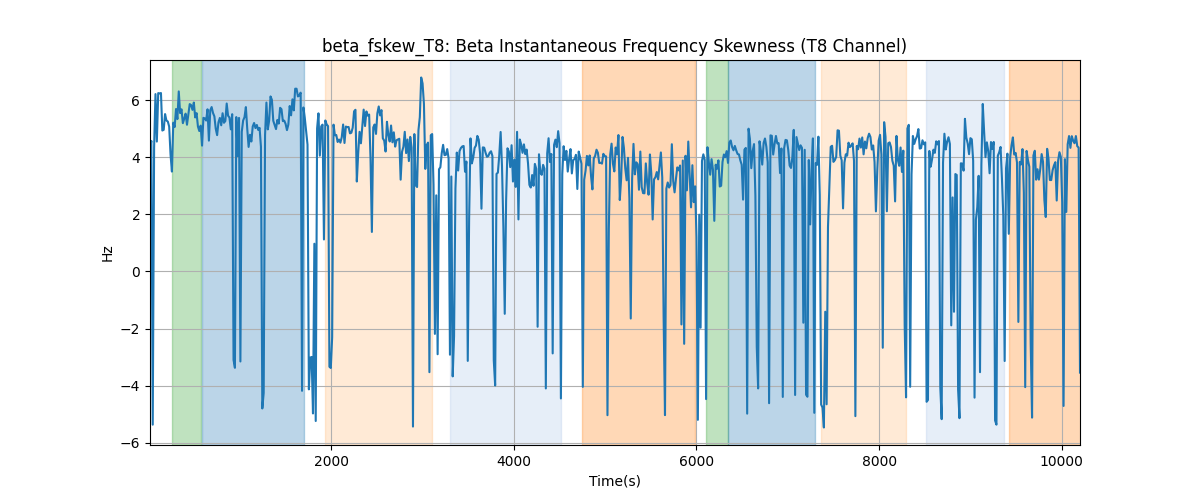 beta_fskew_T8: Beta Instantaneous Frequency Skewness (T8 Channel)
6
4
2
0
−2
−4
−6
Hz
2000 4000 6000 8000 10000
Time(s)